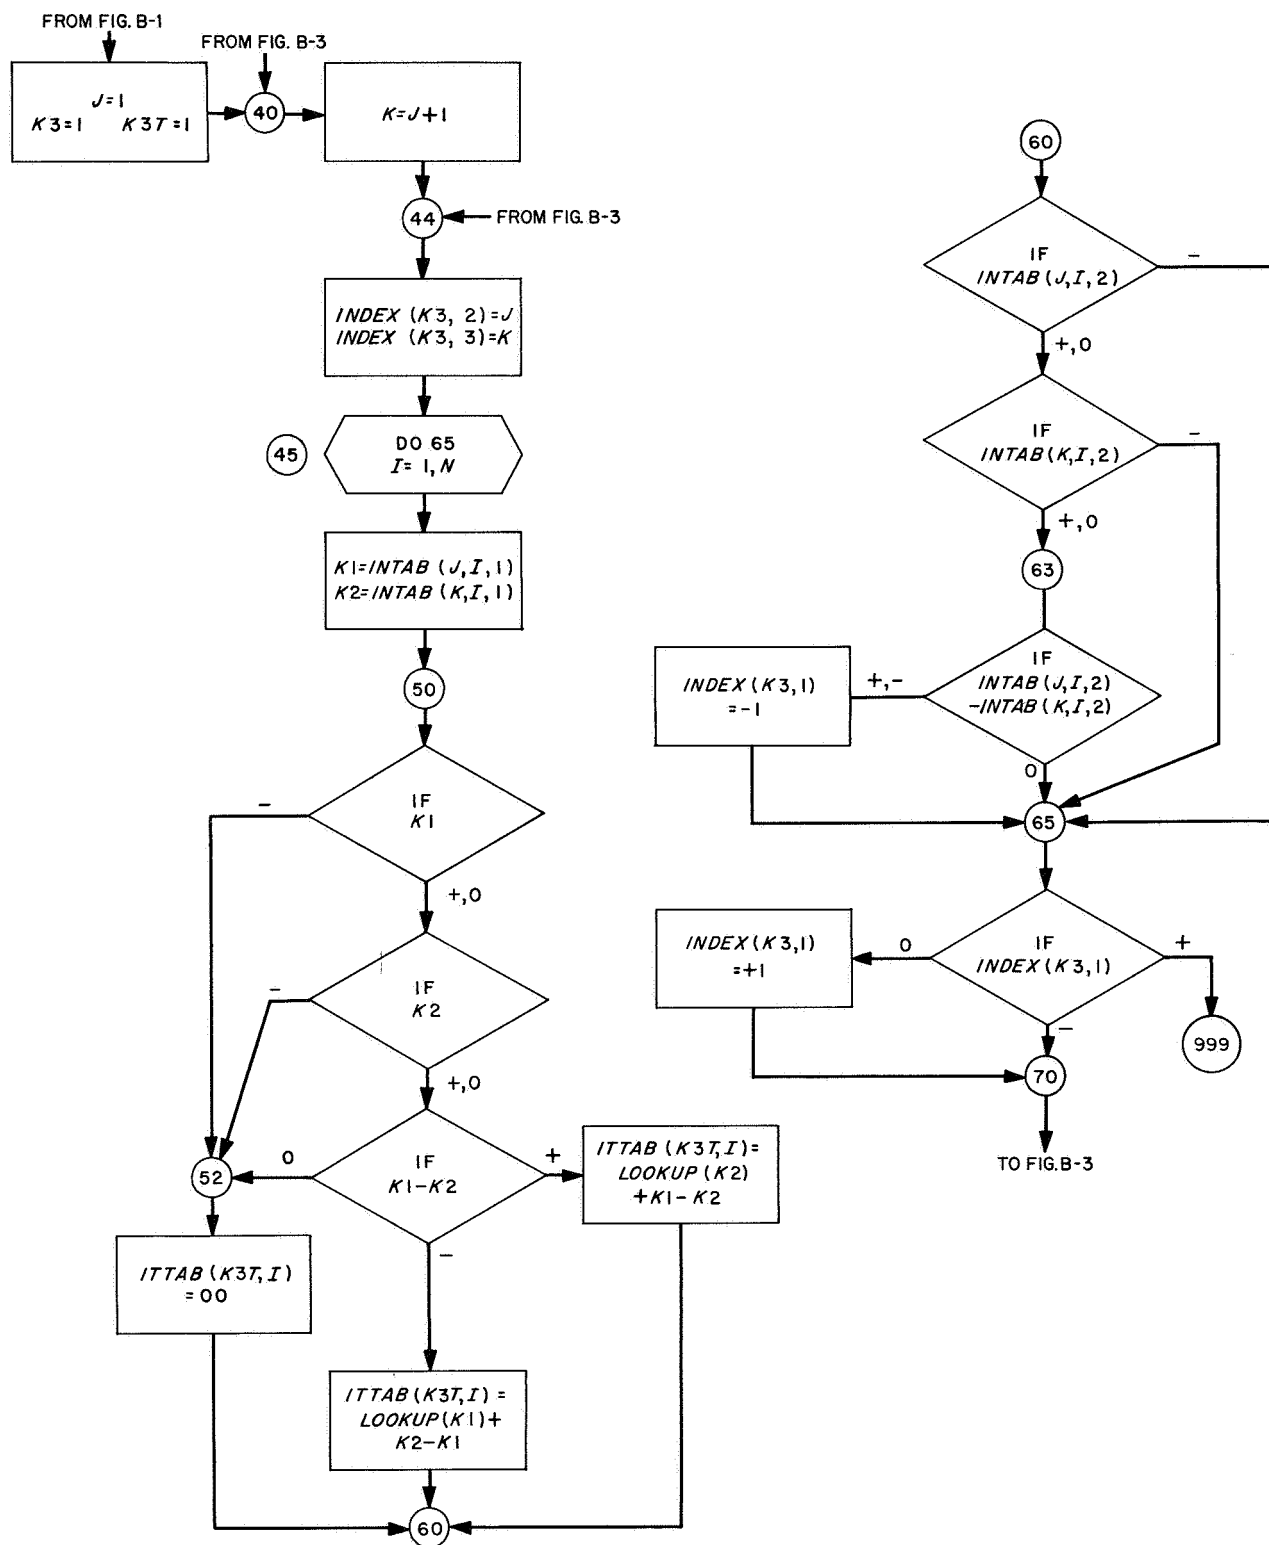 FROM FIG. B-1
J=1
K3=1 K3T=1
FROM FIG. B-3
40
K=J+1
44
FROM FIG. B-3
INDEX (K3, 2)=J
INDEX (K3, 3)=K
45
DO 65
I= 1, N
K1=INTAB (J,I,1)
K2=INTAB (K,I,1)
50
IF
K1
-
+,0
IF
K2
-
+,0
IF
K1-K2
0
+
-
52
ITTAB (K3T,I)
=00
ITTAB (K3T,I)=
LOOKUP (K2)
+K1-K2
ITTAB(K3T,I)=
LOOKUP(K1)+
K2-K1
60
60
IF
INTAB(J,I,2)
-
+,0
IF
INTAB(K,I,2)
-
+,0
63
IF
INTAB(J,I,2)
-INTAB(K,I,2)
+,-
INDEX(K3,1)
=-1
0
65
IF
INDEX(K3,1)
0
+
-
INDEX(K3,1)
=+1
999
70
TO FIG.B-3